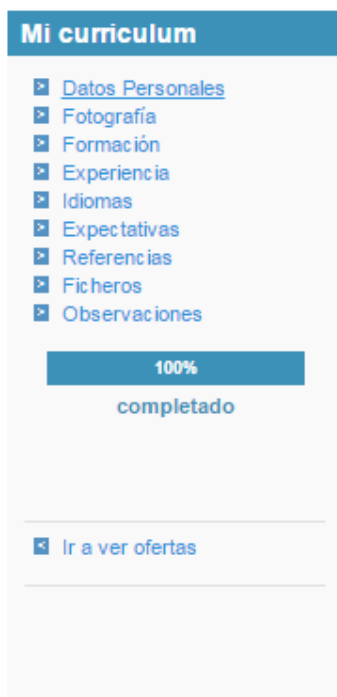 Mi curriculum
Datos Personales
Fotografía
Formación
Experiencia
Idiomas
Expectativas
Referencias
Ficheros
Observaciones
100%
completado
Ir a ver ofertas